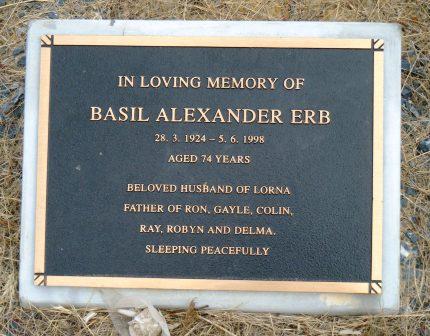 IN LOVING MEMORY OF
BASIL ALEXANDER ERB
28. 3. 1924 – 5. 6. 1998
AGED 74 YEARS
BELOVED HUSBAND OF LORNA
FATHER OF RON, GAYLE, COLIN,
RAY, ROBYN AND DELMA.
SLEEPING PEACEFULLY